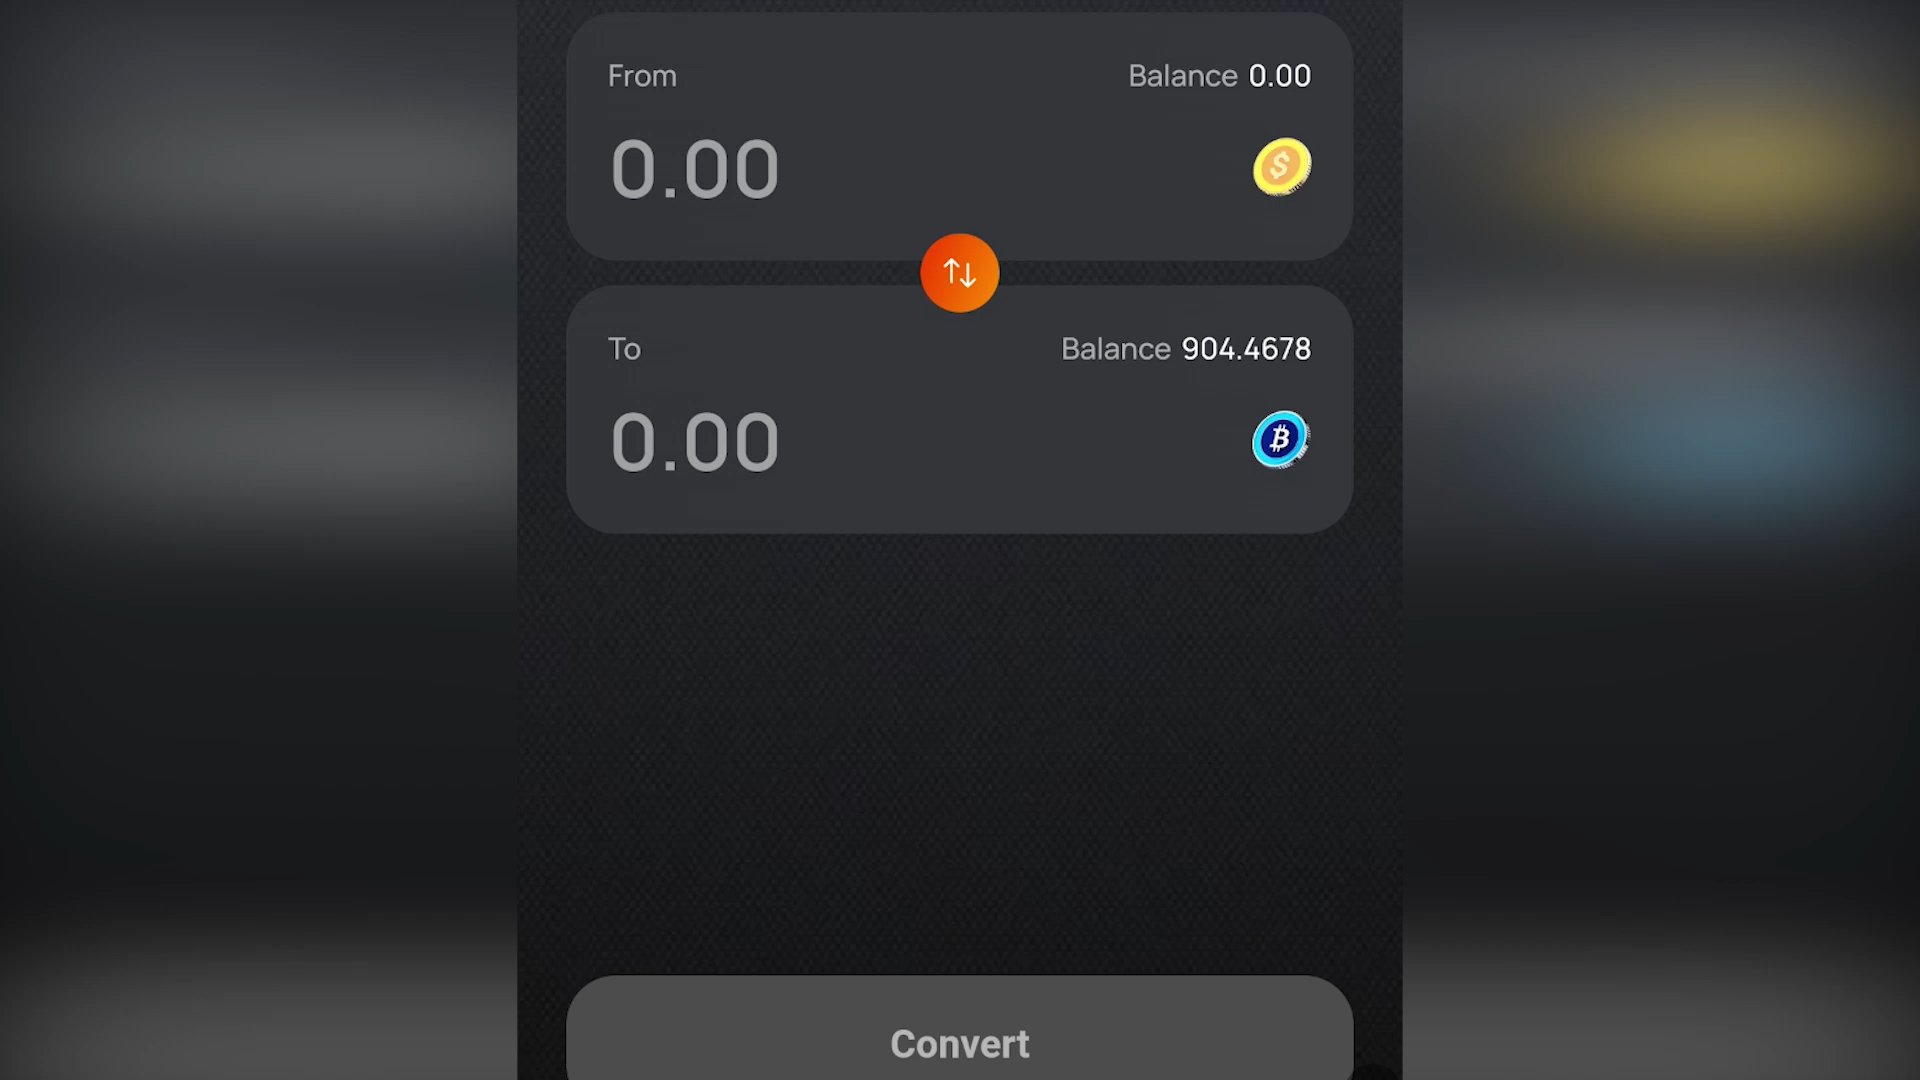 From
Balance 0.00
0.00
$
To
Balance 904.4678
0.00
₿
Convert